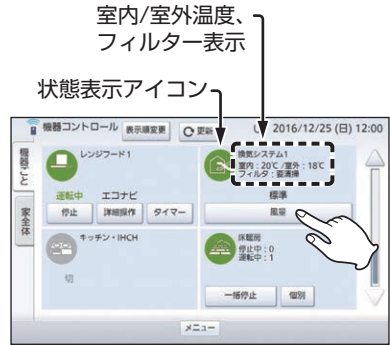 室内/室外温度、
フィルター表示
状態表示アイコン
機器コントロール 表示順変更 更新 2016/12/25 (日) 12:00
機器ごと
家全体
レンジフード1
運転中 エコナビ
停止 詳細操作 タイマー
換気システム1
室内:20℃/室外:18℃
フィルタ:要清掃
標準
風量
キッチン・IHCH
切
床暖房
停止中:0
運転中:1
一括停止 個別
メニュー